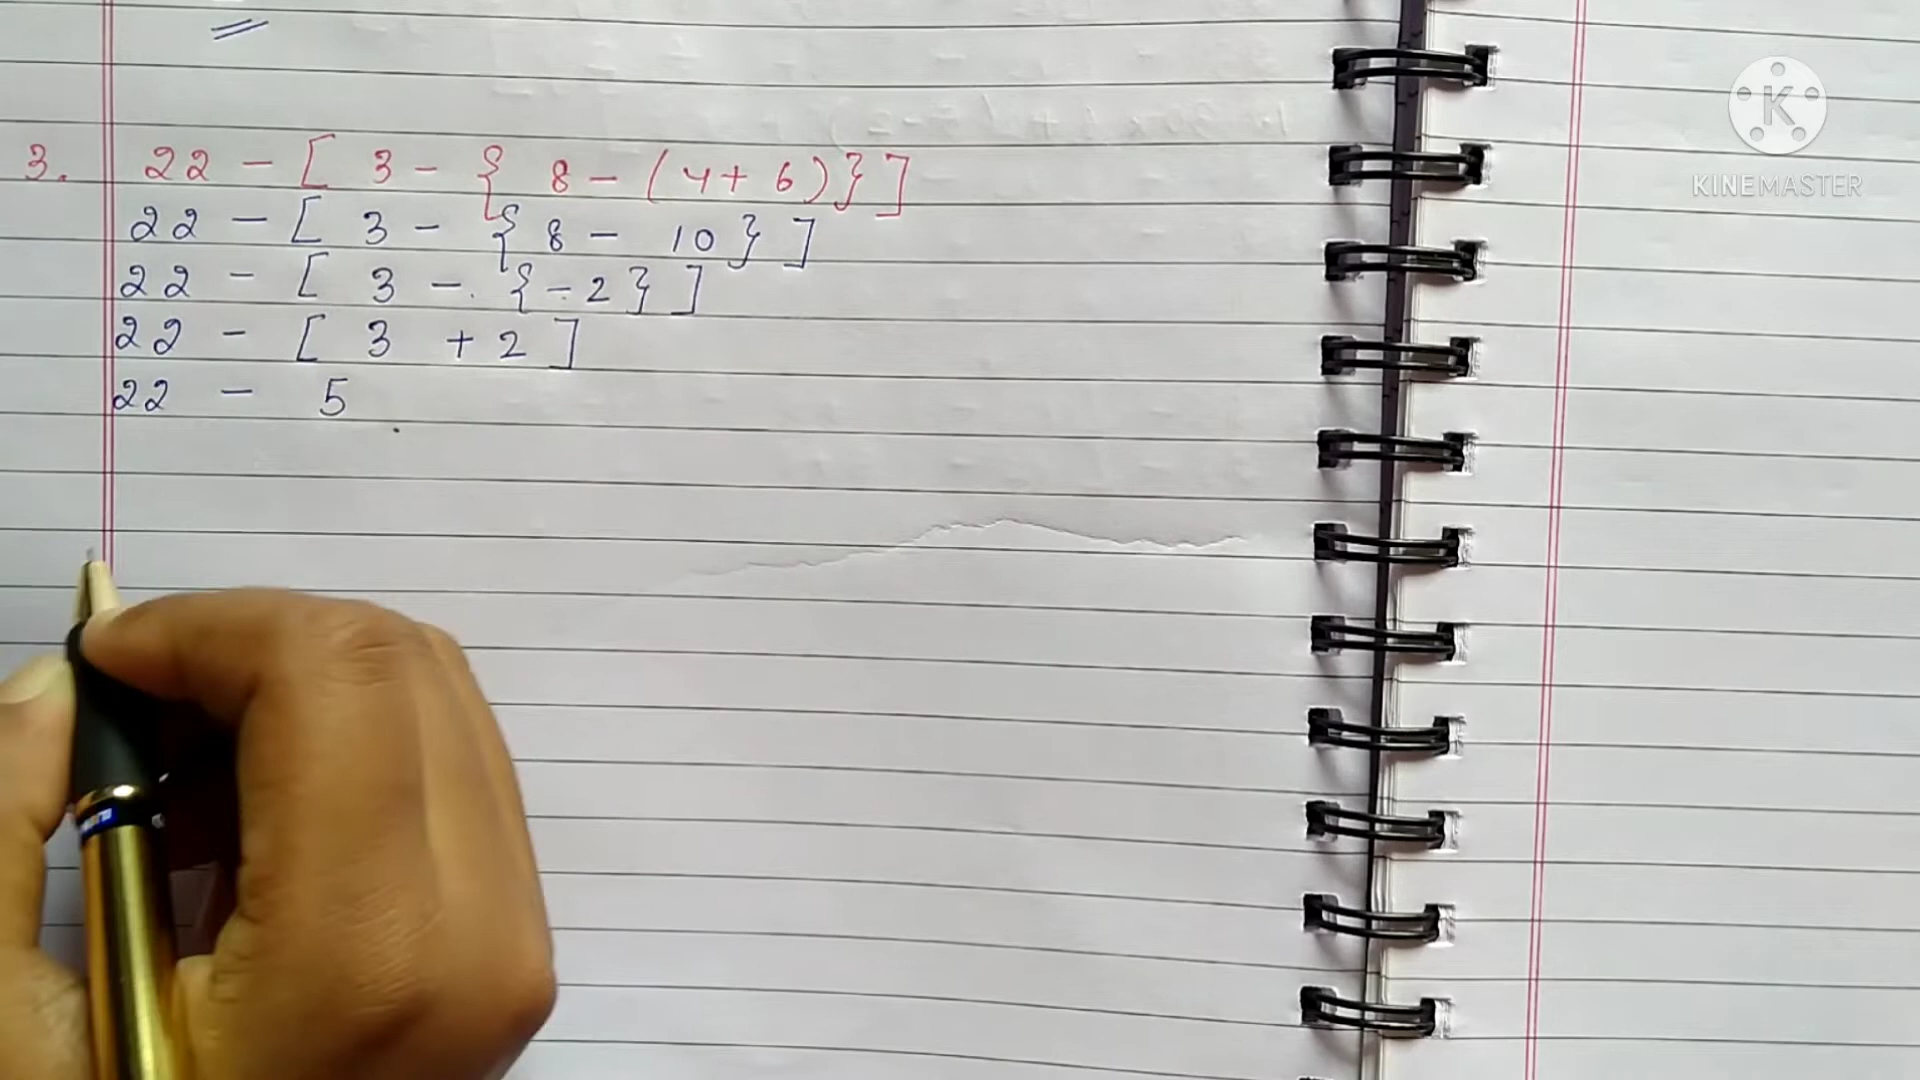 3. 22 - [ 3 - { 8 - ( 4 + 6 ) } ]
22 - [ 3 - { 8 - 10 } ]
22 - [ 3 - { - 2 } ]
22 - [ 3 + 2 ]
22 - 5
K
KINEMASTER